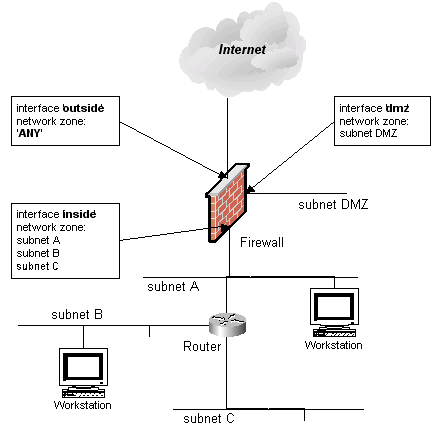 Internet
interface 'outside'
network zone:
'ANY'
interface 'dmz'
network zone:
subnet DMZ
subnet DMZ
interface 'inside'
network zone:
subnet A
subnet B
subnet C
Firewall
subnet A
subnet B
Router
Workstation
Workstation
subnet C